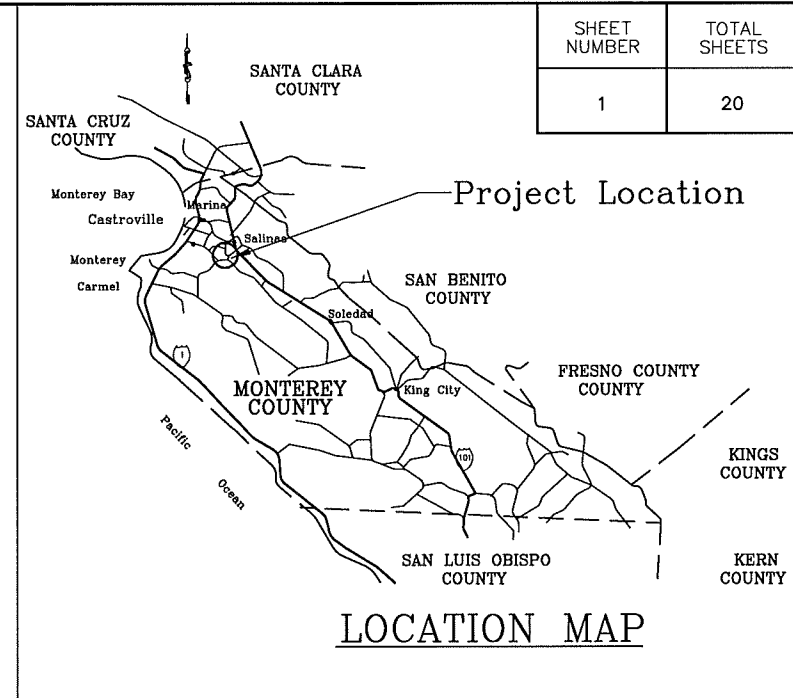 SHEET
NUMBER
TOTAL
SHEETS
1
20
SANTA CLARA
COUNTY
SANTA CRUZ
COUNTY
Monterey Bay
Marina
Project Location
Castroville
Salinas
Monterey
Carmel
SAN BENITO
COUNTY
Soledad
1
FRESNO COUNTY
COUNTY
MONTEREY
COUNTY
King City
Pacific
Ocean
101
KINGS
COUNTY
SAN LUIS OBISPO
COUNTY
KERN
COUNTY
LOCATION MAP